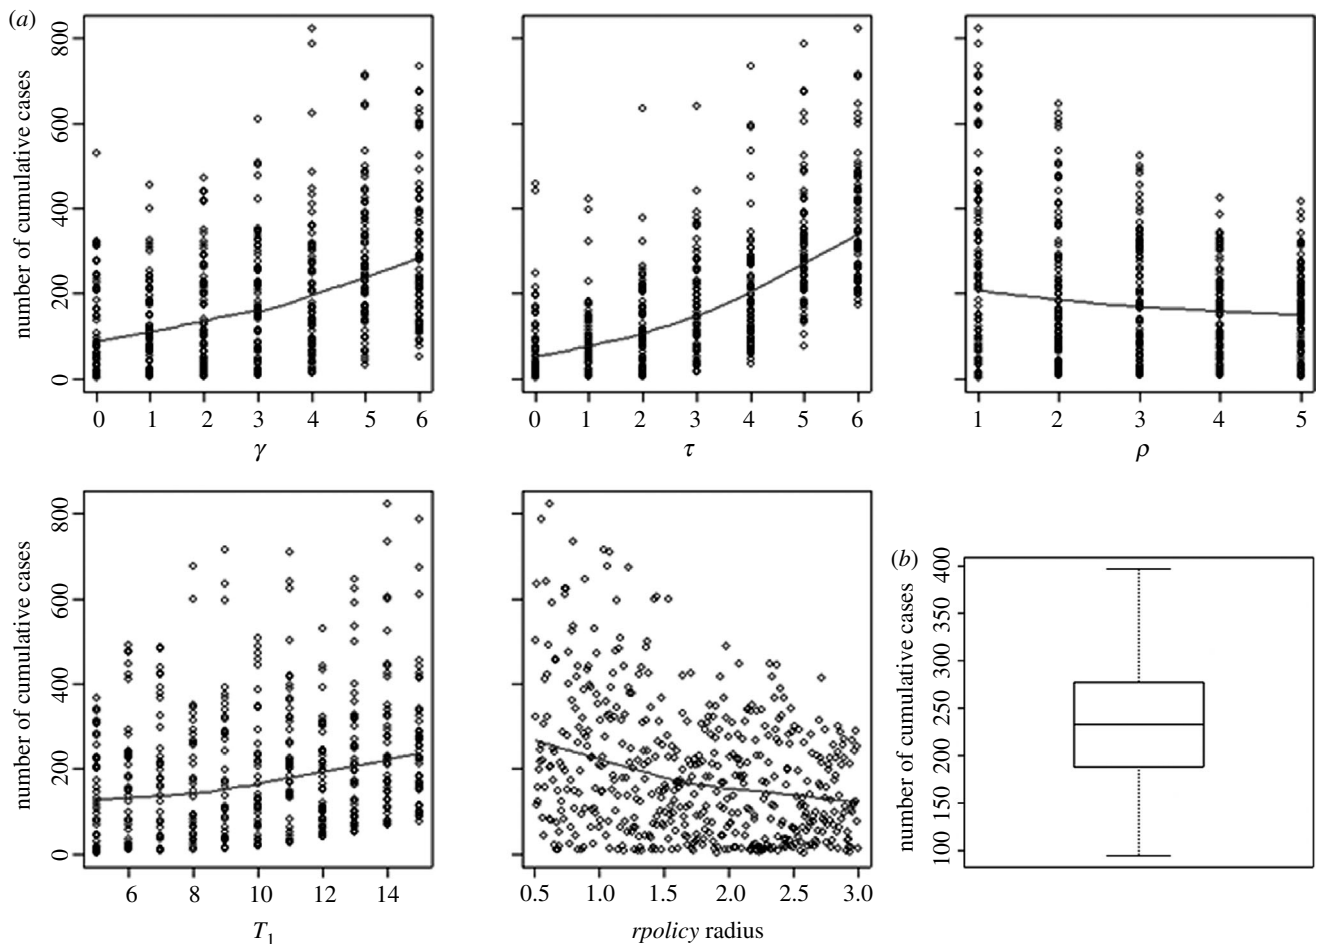 (a)
number of cumulative cases
800
600
400
200
0
0 1 2 3 4 5 6
γ
0 1 2 3 4 5 6
τ
1 2 3 4 5
ρ
number of cumulative cases
800
600
400
200
0
6 8 10 12 14
T1
0.5 1.0 1.5 2.0 2.5 3.0
rpolicy radius
(b)
number of cumulative cases
400
350
300
250
200
150
100